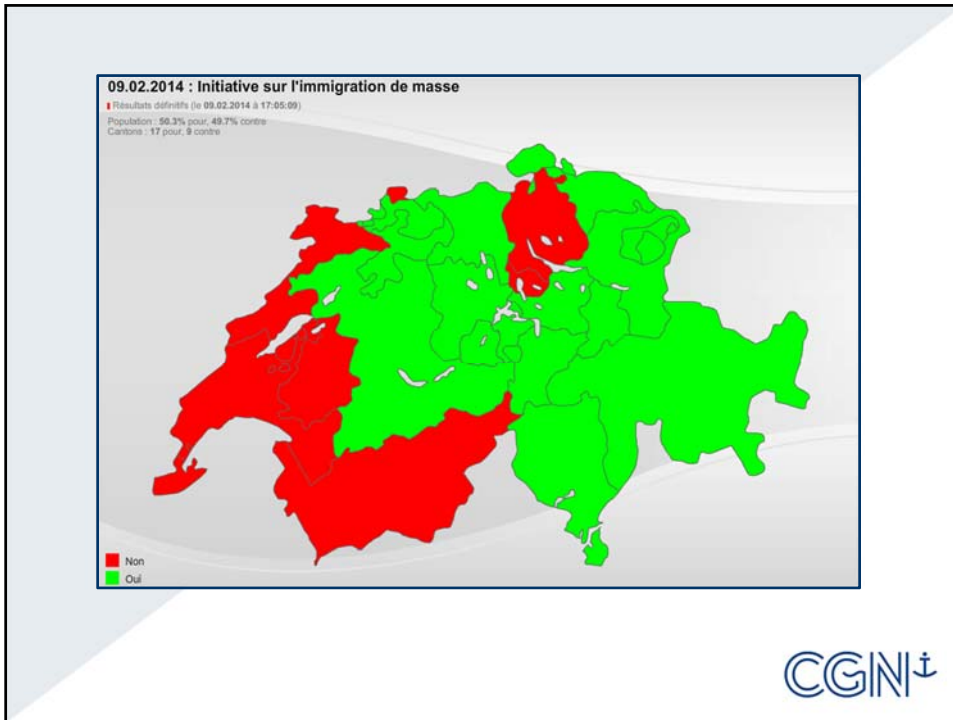 09.02.2014 : Initiative sur l'immigration de masse
Résultats définitifs (le 09.02.2014 à 17:05:09)
Population : 50.3% pour, 49.7% contre
Cantons : 17 pour, 9 contre
Non
Oui
CGN